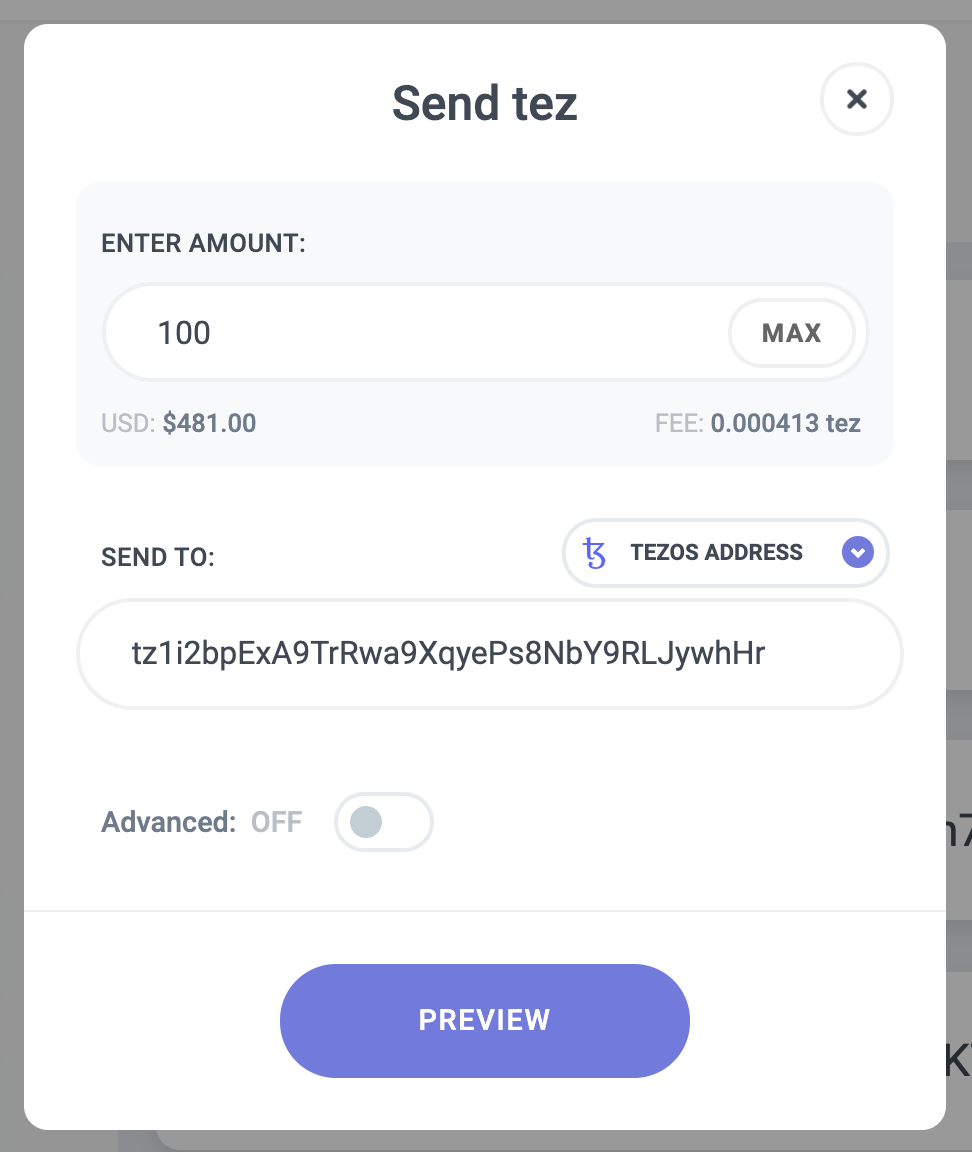 Send tez
ENTER AMOUNT:
100
MAX
USD: $481.00
FEE: 0.000413 tez
SEND TO:
ꜩ TEZOS ADDRESS
tz1i2bpExA9TrRwa9XqyePs8NbY9RLJywhHr
Advanced: OFF
PREVIEW